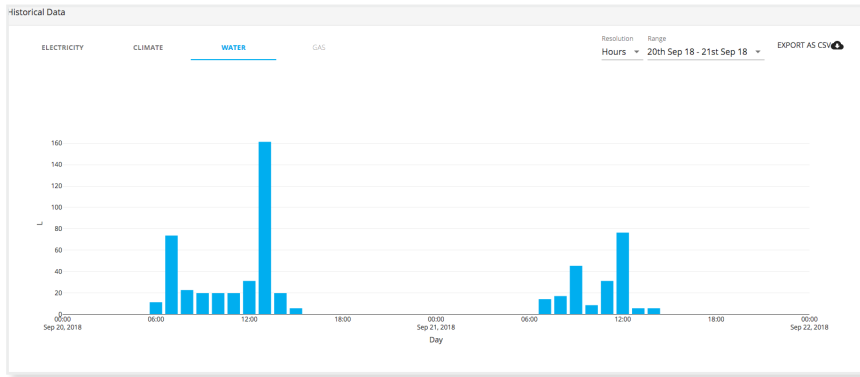 Historical Data
ELECTRICITY CLIMATE WATER GAS
Resolution Range
Hours 20th Sep 18 - 21st Sep 18 EXPORT AS CSV
160
140
120
100
80
60
40
20
0
L
00:00 06:00 12:00 18:00 00:00 06:00 12:00 18:00 00:00
Sep 20, 2018 Sep 21, 2018 Sep 22, 2018
Day